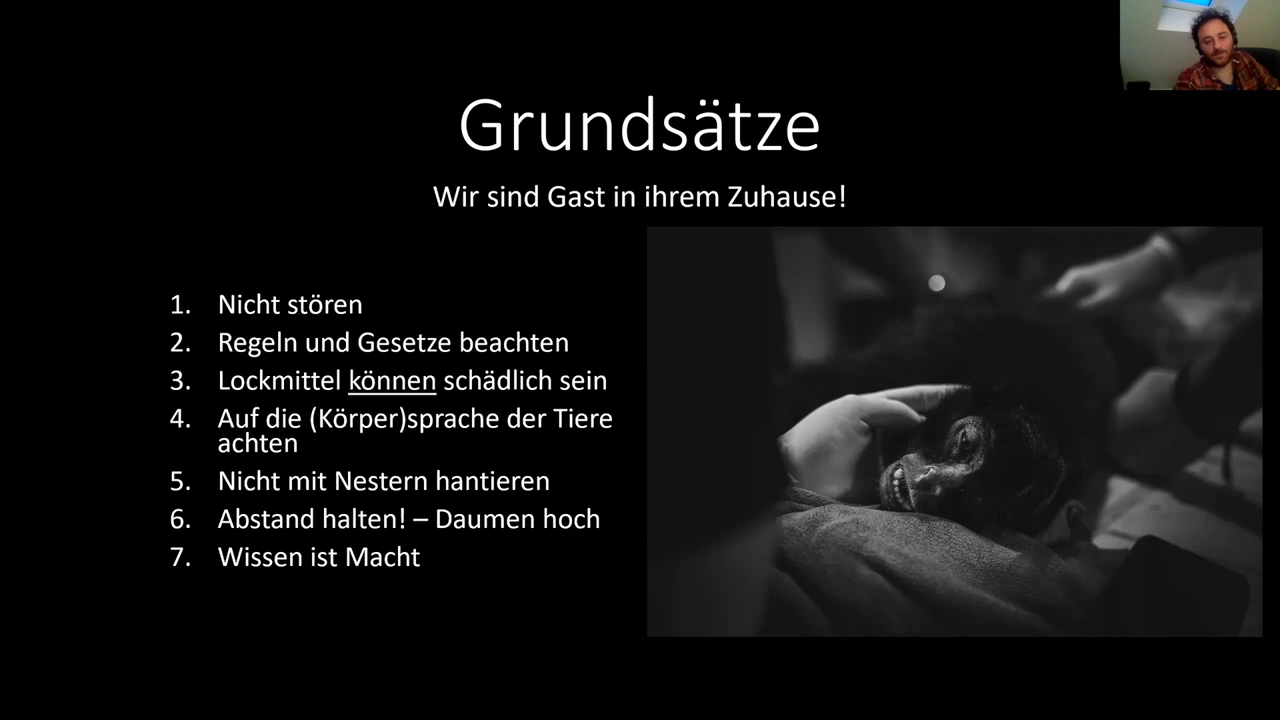 Grundsätze
Wir sind Gast in ihrem Zuhause!
1. Nicht stören
2. Regeln und Gesetze beachten
3. Lockmittel können schädlich sein
4. Auf die (Körper)sprache der Tiere
achten
5. Nicht mit Nestern hantieren
6. Abstand halten! – Daumen hoch
7. Wissen ist Macht